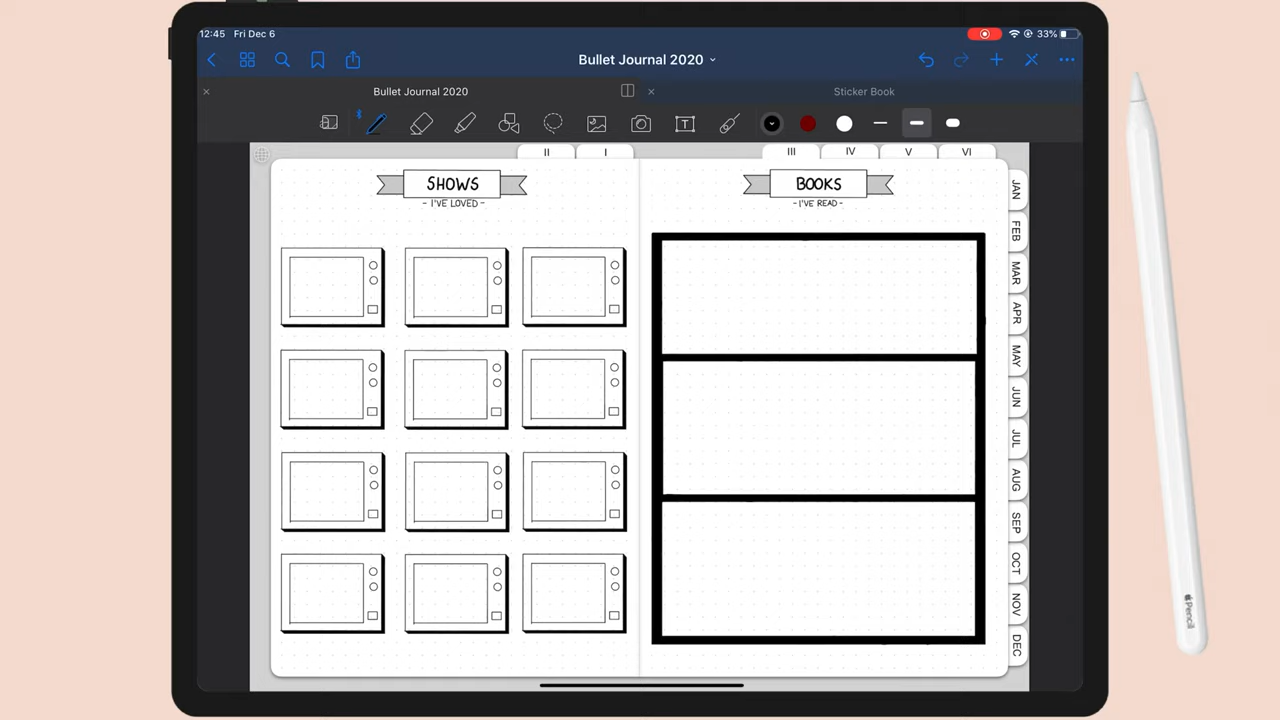 12:45 Fri Dec 6
33%
Bullet Journal 2020
Bullet Journal 2020
Sticker Book
T
II
I
III
IV
V
VI
SHOWS
- I'VE LOVED -
BOOKS
- I'VE READ -
JAN
FEB
MAR
APR
MAY
JUN
JUL
AUG
SEP
OCT
NOV
DEC
Pencil